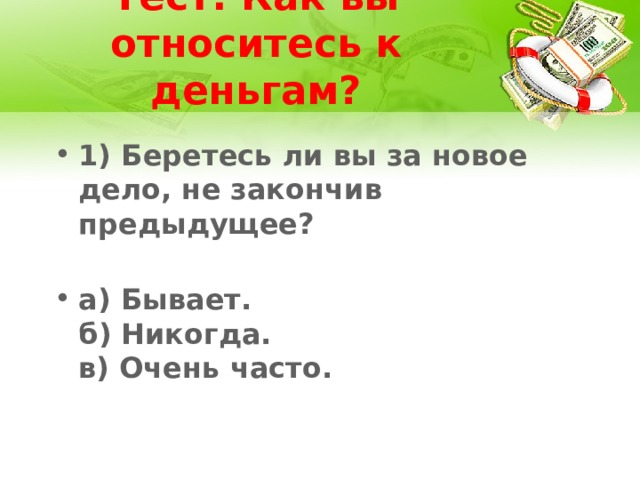 Тест: Как вы
относитесь к
деньгам?
1) Беретесь ли вы за новое
дело, не закончив
предыдущее?
а) Бывает.
б) Никогда.
в) Очень часто.